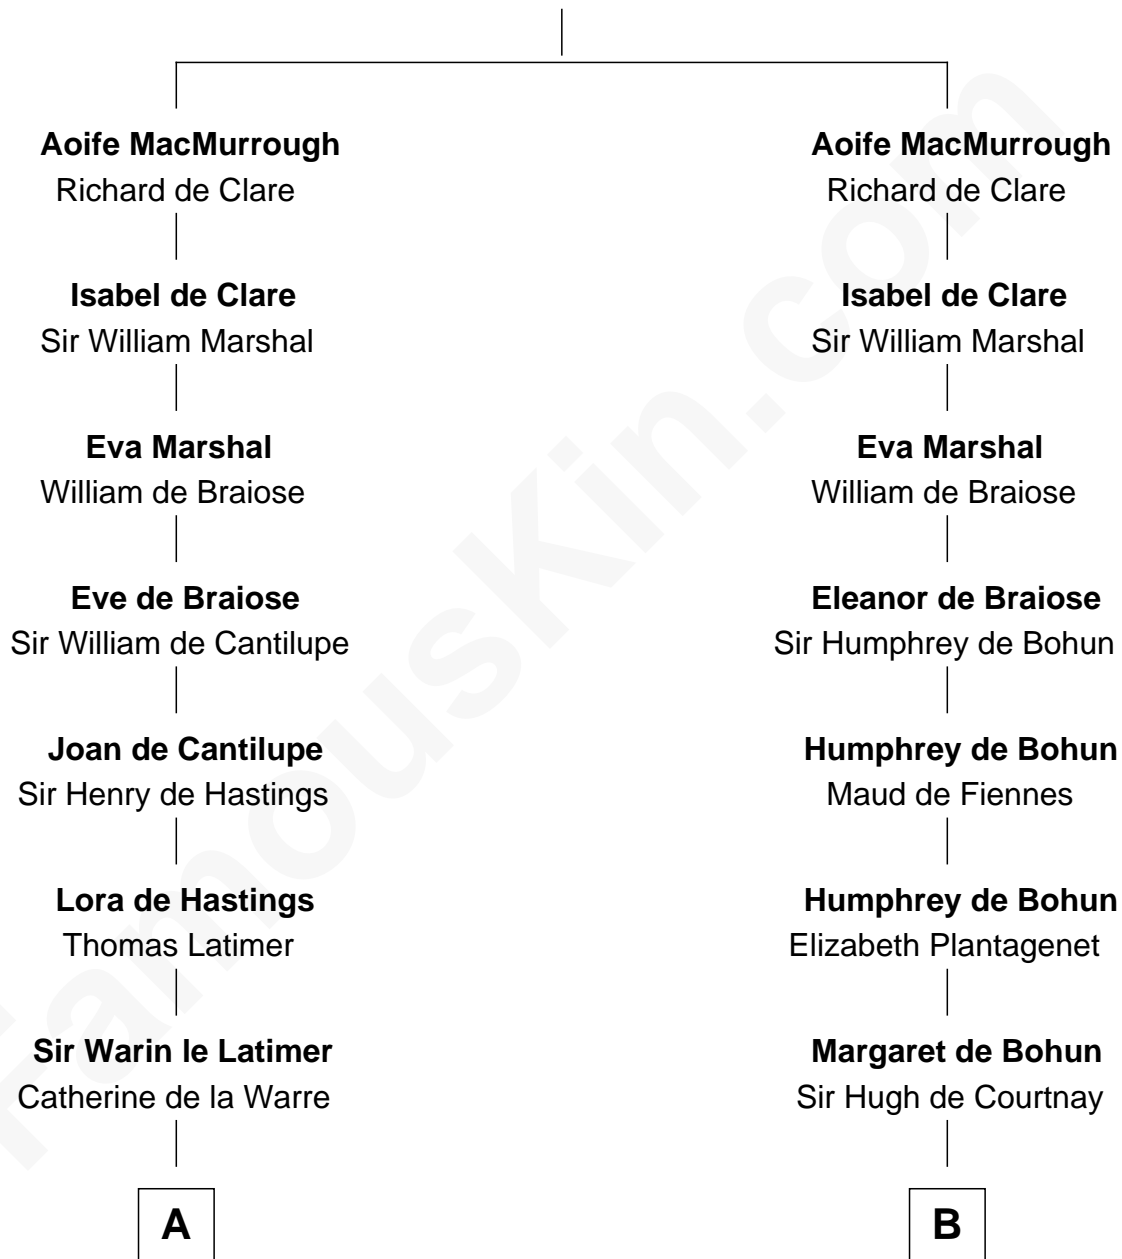 Aoife MacMurrough
Richard de Clare
Isabel de Clare
Sir William Marshal
Eva Marshal
William de Braiose
Eve de Braiose
Sir William de Cantilupe
Joan de Cantilupe
Sir Henry de Hastings
Lora de Hastings
Thomas Latimer
Sir Warin le Latimer
Catherine de la Warre
A
Aoife MacMurrough
Richard de Clare
Isabel de Clare
Sir William Marshal
Eva Marshal
William de Braiose
Eleanor de Braiose
Sir Humphrey de Bohun
Humphrey de Bohun
Maud de Fiennes
Humphrey de Bohun
Elizabeth Plantagenet
Margaret de Bohun
Sir Hugh de Courtnay
B
FamousKin.com